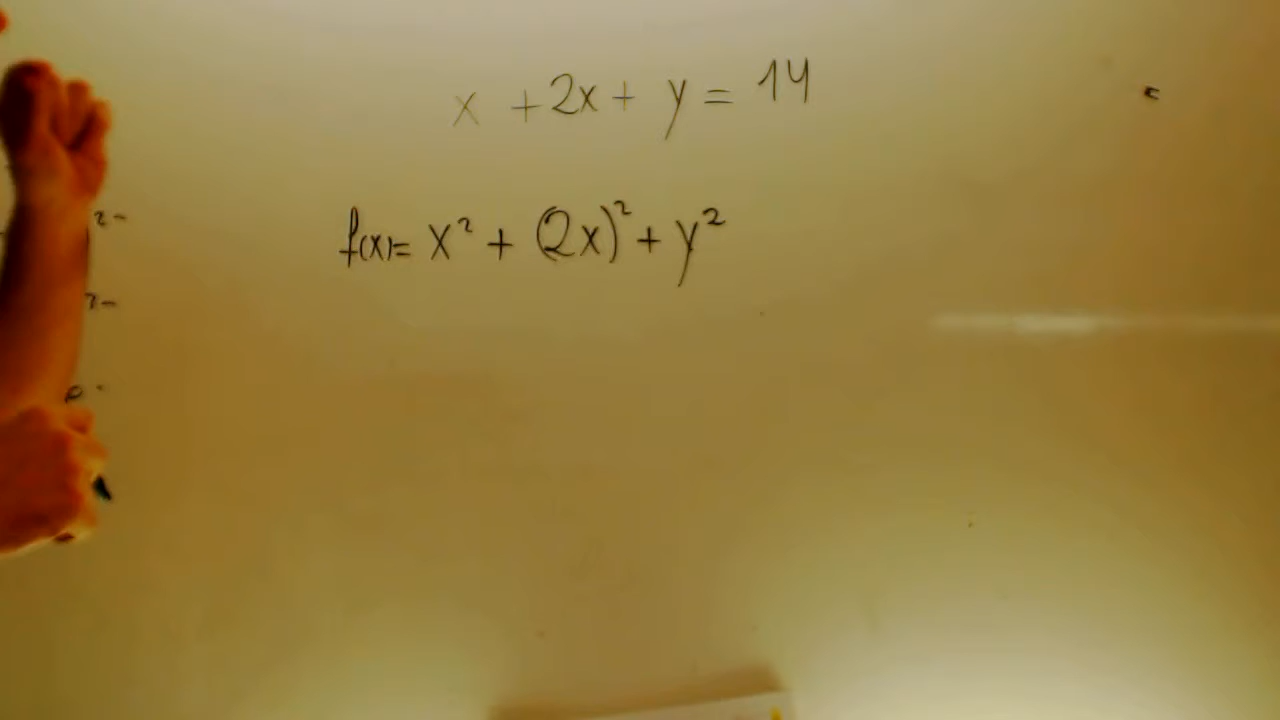 x + 2x + y = 14
f(x) = x² + (2x)² + y²